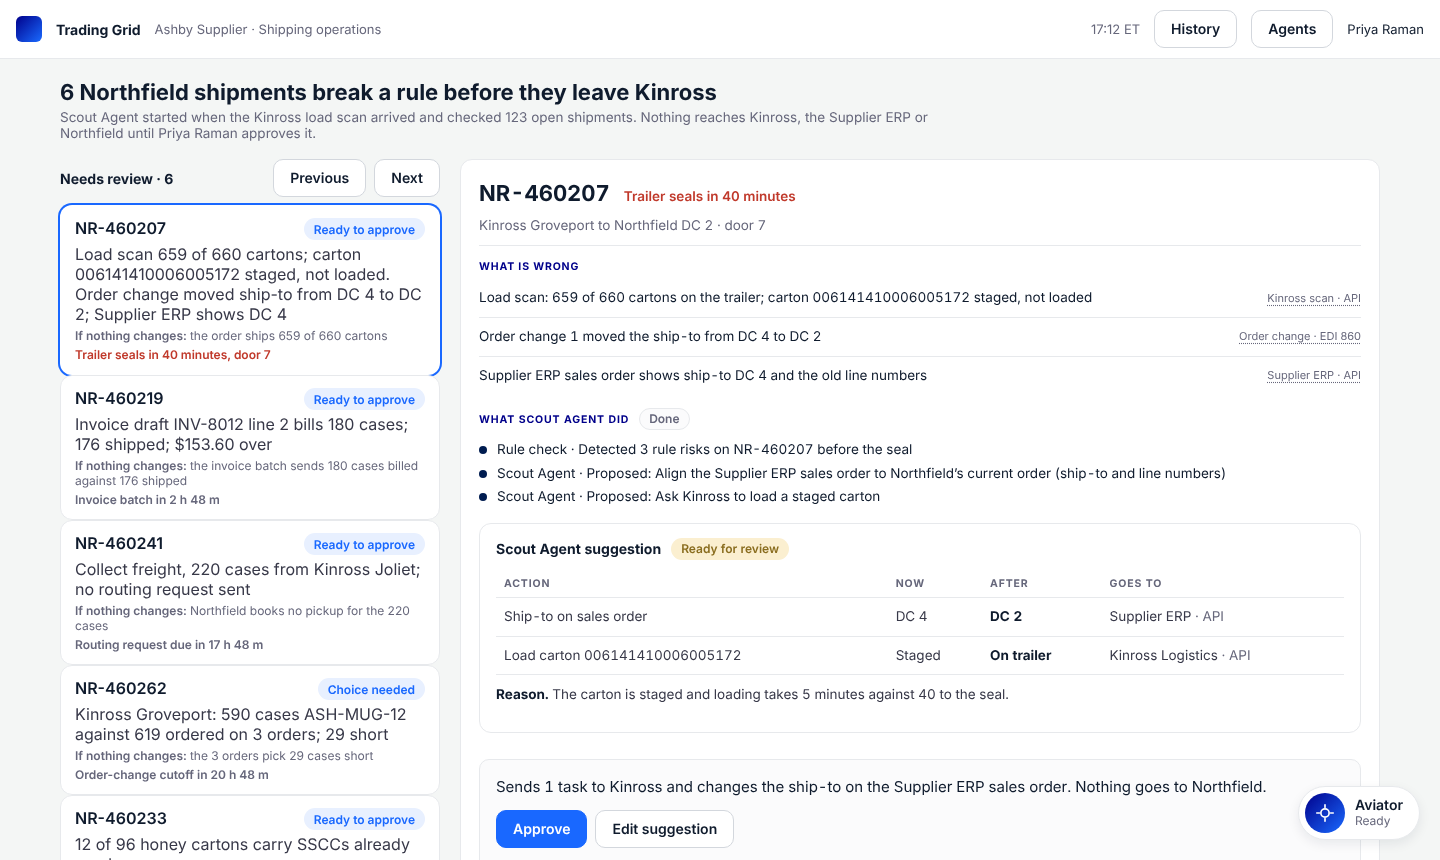 Trading Grid
Ashby Supplier · Shipping operations
17:12 ET
History
Agents
Priya Raman
6 Northfield shipments break a rule before they leave Kinross
Scout Agent started when the Kinross load scan arrived and checked 123 open shipments. Nothing reaches Kinross, the Supplier ERP or
Northfield until Priya Raman approves it.
Needs review · 6
Previous
Next
NR-460207
Ready to approve
Load scan 659 of 660 cartons; carton
006141410006005172 staged, not loaded.
Order change moved ship-to from DC 4 to DC
2; Supplier ERP shows DC 4
If nothing changes: the order ships 659 of 660 cartons
Trailer seals in 40 minutes, door 7
NR-460219
Ready to approve
Invoice draft INV-8012 line 2 bills 180 cases;
176 shipped; $153.60 over
If nothing changes: the invoice batch sends 180 cases billed
against 176 shipped
Invoice batch in 2 h 48 m
NR-460241
Ready to approve
Collect freight, 220 cases from Kinross Joliet;
no routing request sent
If nothing changes: Northfield books no pickup for the 220
cases
Routing request due in 17 h 48 m
NR-460262
Choice needed
Kinross Groveport: 590 cases ASH-MUG-12
against 619 ordered on 3 orders; 29 short
If nothing changes: the 3 orders pick 29 cases short
Order-change cutoff in 20 h 48 m
NR-460233
Ready to approve
12 of 96 honey cartons carry SSCCs already
NR-460207
Trailer seals in 40 minutes
Kinross Groveport to Northfield DC 2 · door 7
WHAT IS WRONG
Load scan: 659 of 660 cartons on the trailer; carton 006141410006005172 staged, not loaded
Kinross scan · API
Order change 1 moved the ship-to from DC 4 to DC 2
Order change · EDI 860
Supplier ERP sales order shows ship-to DC 4 and the old line numbers
Supplier ERP · API
WHAT SCOUT AGENT DID
Done
Rule check · Detected 3 rule risks on NR-460207 before the seal
Scout Agent · Proposed: Align the Supplier ERP sales order to Northfield’s current order (ship-to and line numbers)
Scout Agent · Proposed: Ask Kinross to load a staged carton
Scout Agent suggestion
Ready for review
ACTION NOW AFTER GOES TO
Ship-to on sales order DC 4 DC 2 Supplier ERP · API
Load carton 006141410006005172 Staged On trailer Kinross Logistics · API
Reason. The carton is staged and loading takes 5 minutes against 40 to the seal.
Sends 1 task to Kinross and changes the ship-to on the Supplier ERP sales order. Nothing goes to Northfield.
Approve
Edit suggestion
Aviator
Ready